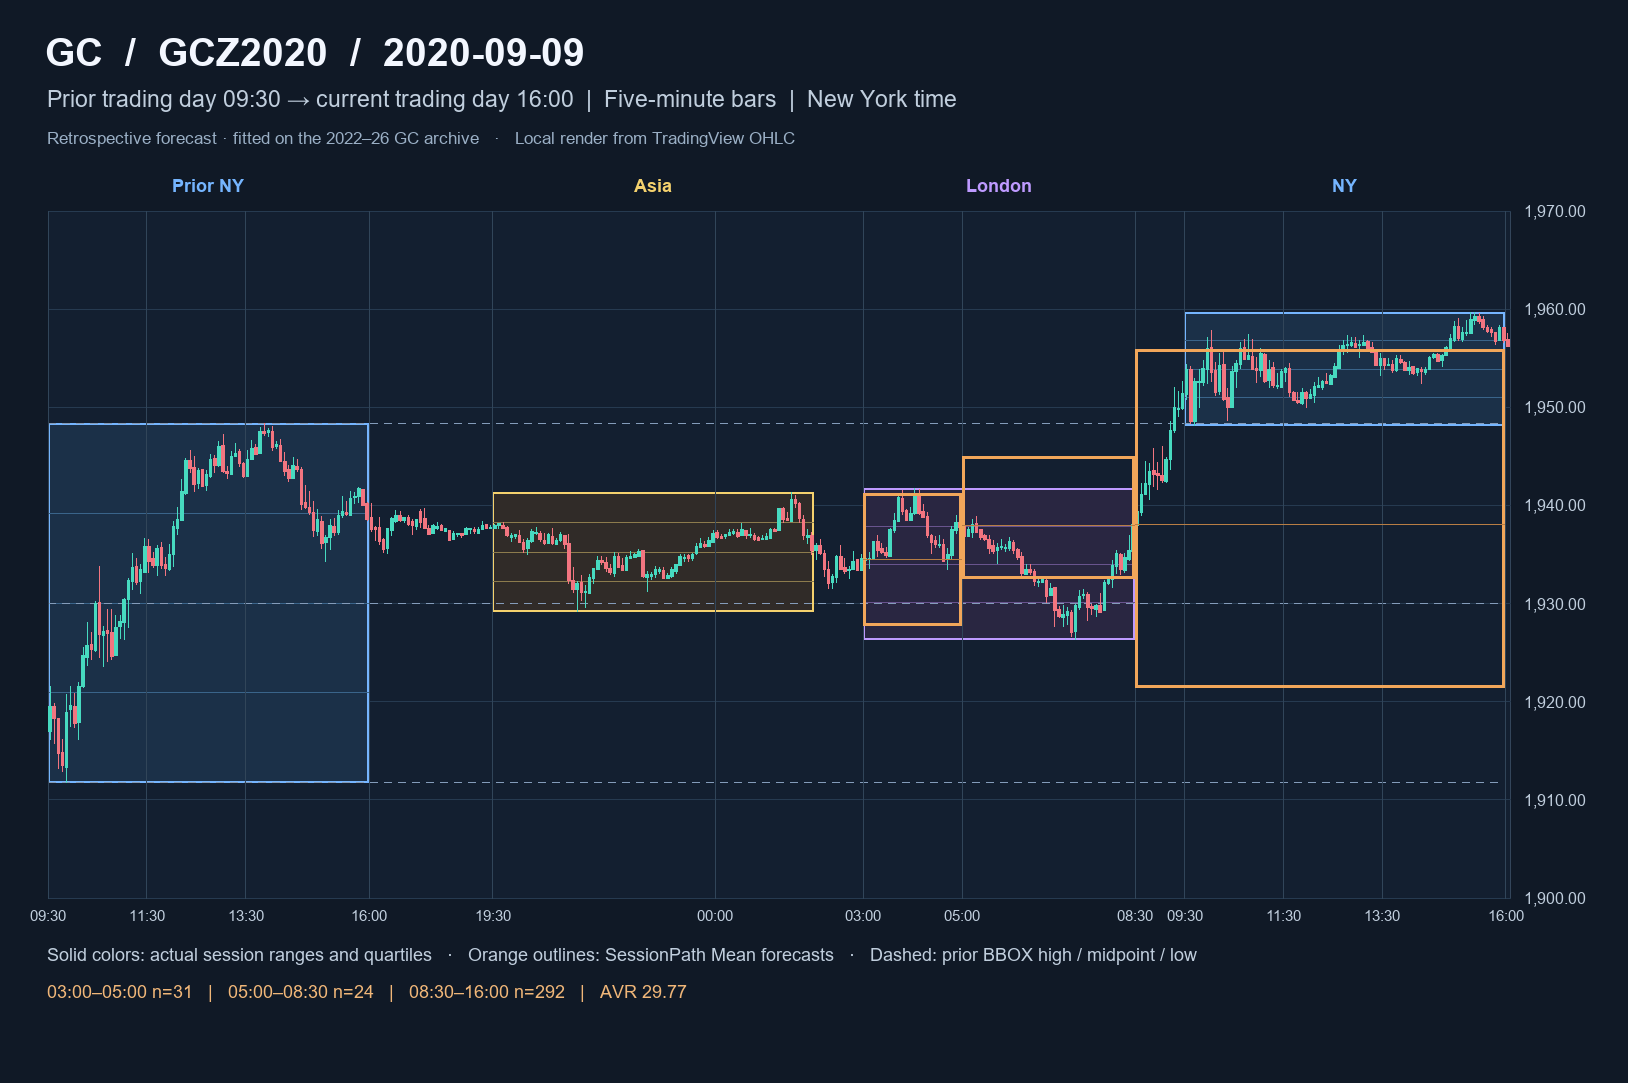 GC / GCZ2020 / 2020-09-09
Prior trading day 09:30 → current trading day 16:00 | Five-minute bars | New York time
Retrospective forecast · fitted on the 2022–26 GC archive · Local render from TradingView OHLC
Prior NY Asia London NY
1,970.00
1,960.00
1,950.00
1,940.00
1,930.00
1,920.00
1,910.00
1,900.00
09:30 11:30 13:30 16:00 19:30 00:00 03:00 05:00 08:30 09:30 11:30 13:30 16:00
Solid colors: actual session ranges and quartiles · Orange outlines: SessionPath Mean forecasts · Dashed: prior BBOX high / midpoint / low
03:00–05:00 n=31 | 05:00–08:30 n=24 | 08:30–16:00 n=292 | AVR 29.77